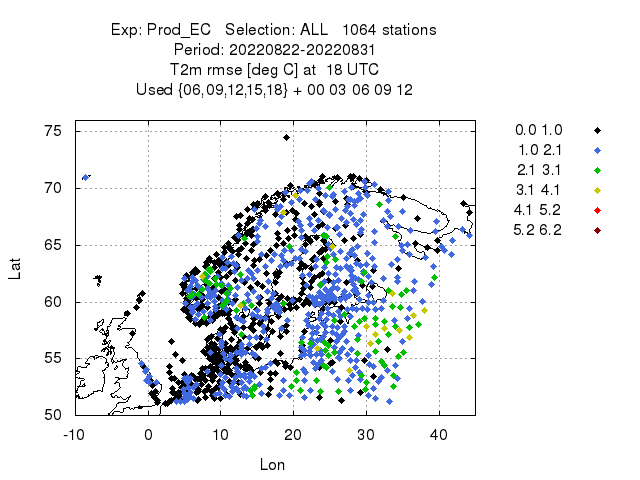 Exp: Prod_EC   Selection: ALL   1064 stations
Period: 20220822-20220831
T2m rmse [deg C] at  18 UTC
Used {06,09,12,15,18} + 00 03 06 09 12
0.0 1.0
1.0 2.1
2.1 3.1
3.1 4.1
4.1 5.2
5.2 6.2
75
70
65
60
55
50
Lat
-10 0 10 20 30 40
Lon